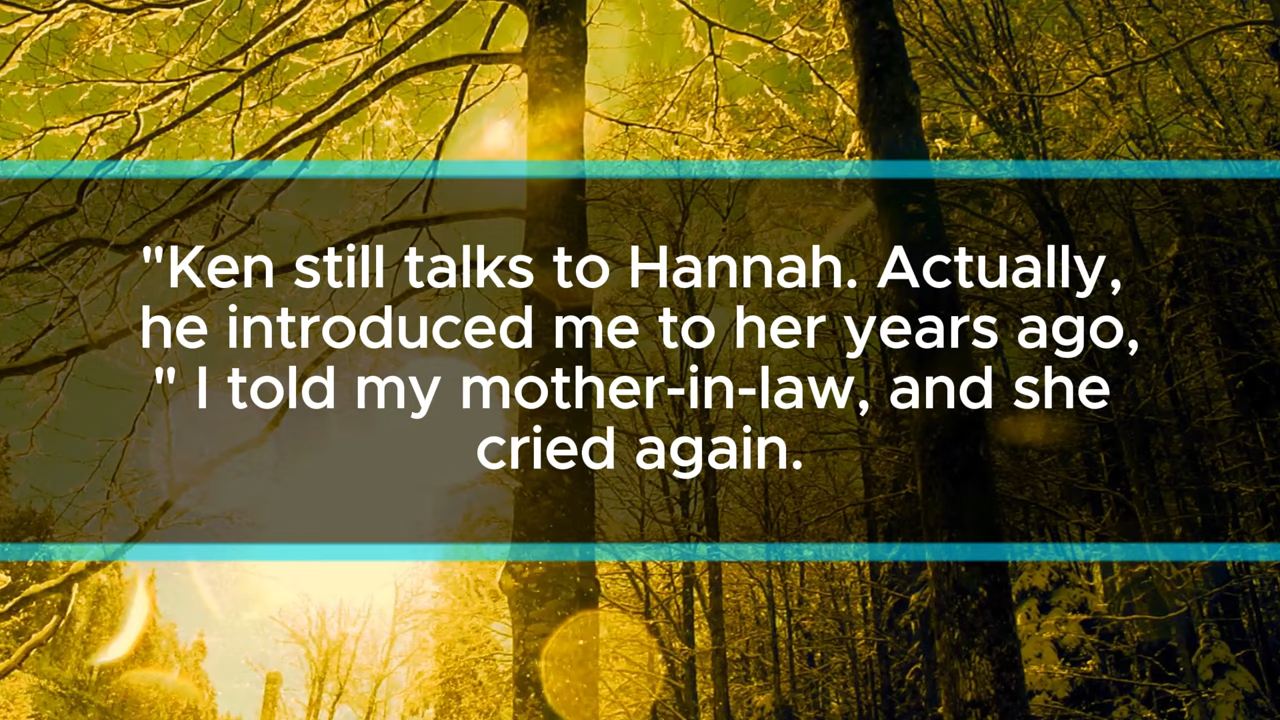 "Ken still talks to Hannah. Actually,
he introduced me to her years ago,
" I told my mother-in-law, and she
cried again.